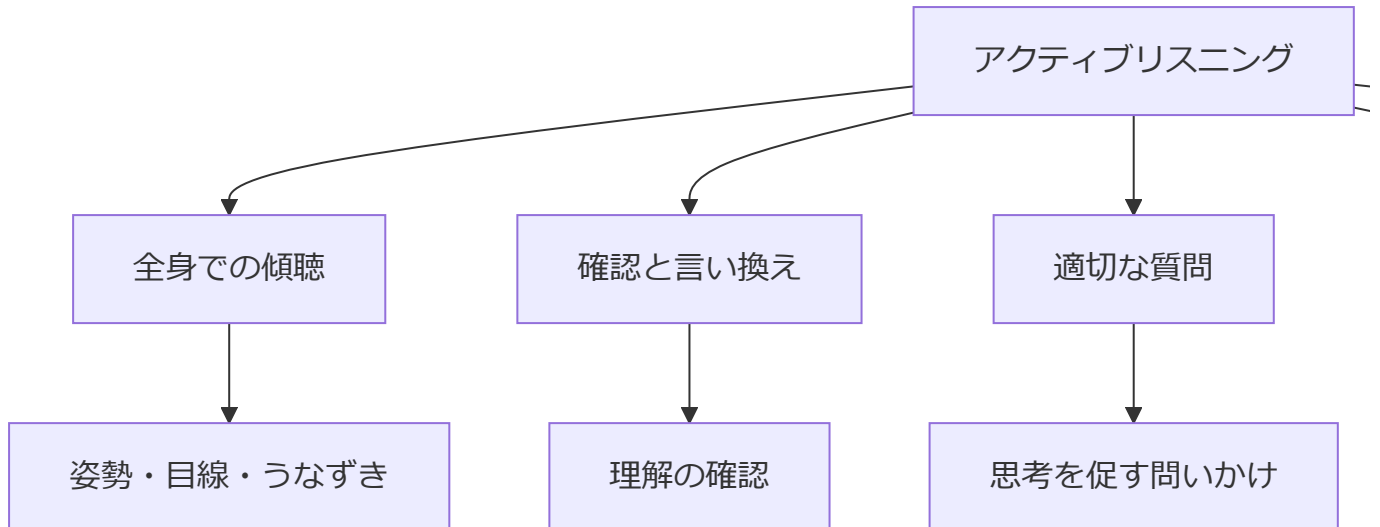 アクティブリスニング
全身での傾聴
確認と言い換え
適切な質問
姿勢・目線・うなずき
理解の確認
思考を促す問いかけ